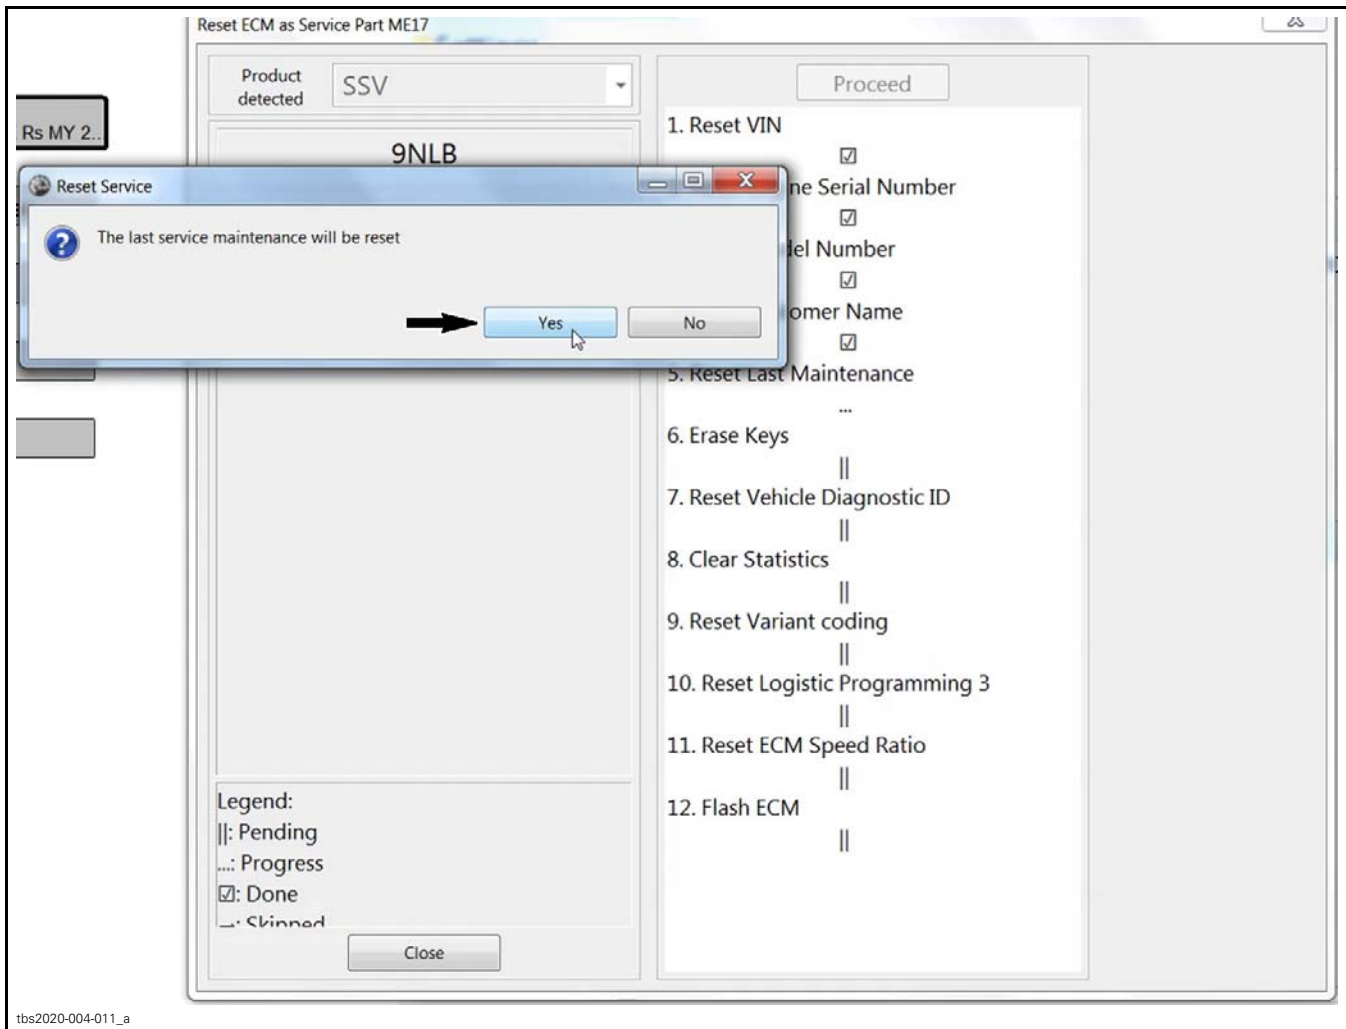 Reset ECM as Service Part ME17
Product
detected
SSV
Proceed
Rs MY 2..
9NLB
1. Reset VIN
☑
Reset Service
ne Serial Number
☑
The last service maintenance will be reset
del Number
☑
Yes
No
omer Name
☑
5. Reset Last Maintenance
...
6. Erase Keys
||
7. Reset Vehicle Diagnostic ID
||
8. Clear Statistics
||
9. Reset Variant coding
||
10. Reset Logistic Programming 3
||
11. Reset ECM Speed Ratio
||
12. Flash ECM
||
Legend:
||: Pending
...: Progress
☑: Done
→: Skipped
Close
tbs2020-004-011_a